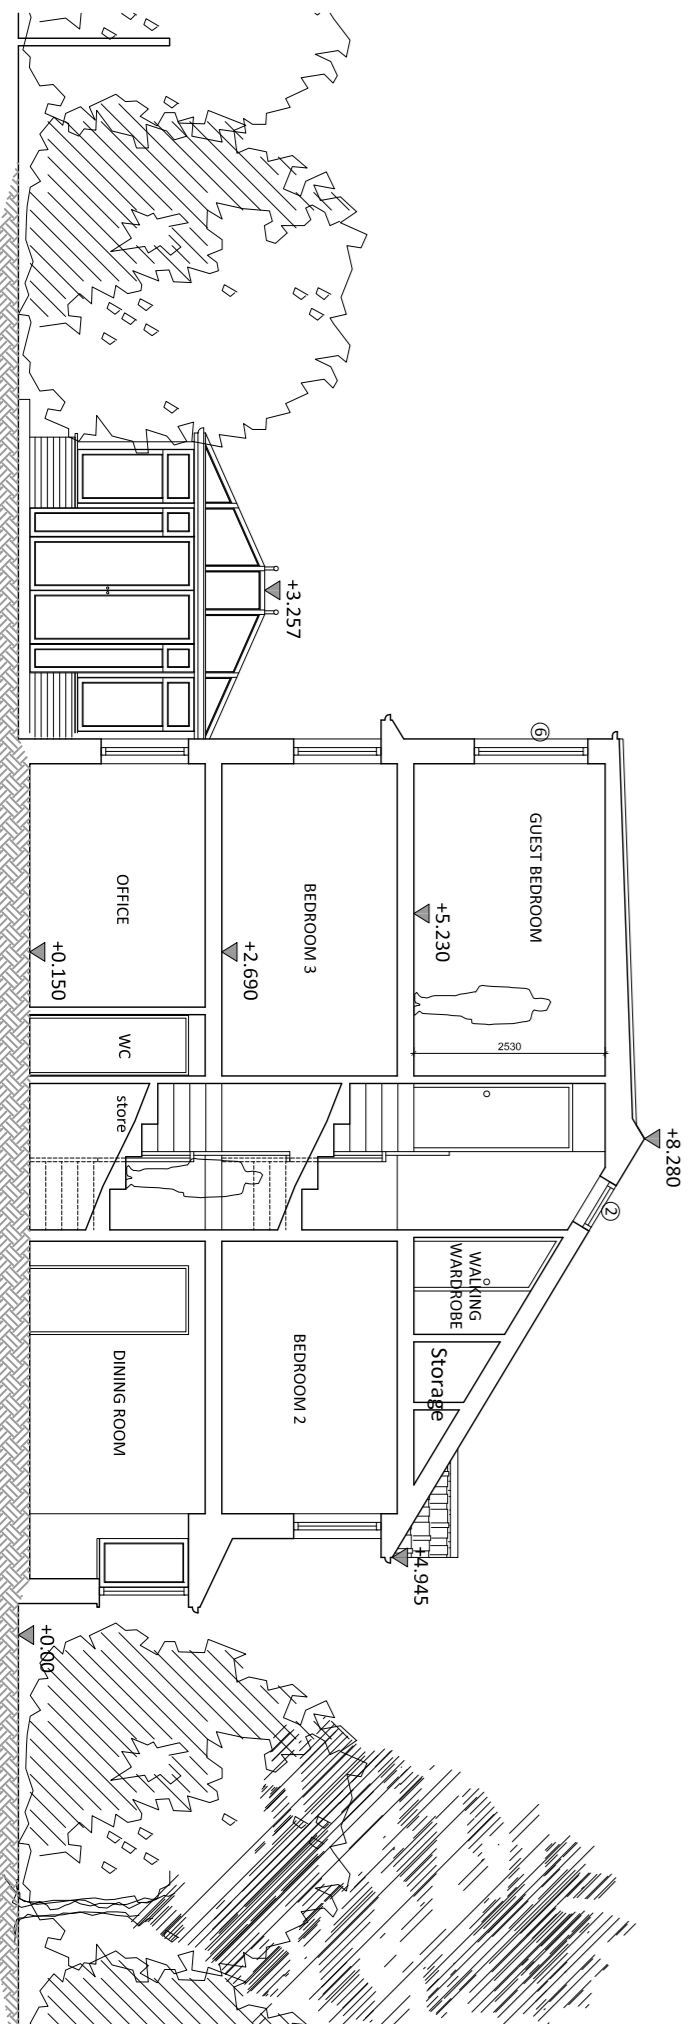 +8.280
2
6
GUEST BEDROOM
+5.230
2530
WALKING
WARDROBE
Storage
+4.945
+3.257
BEDROOM 3
+2.690
BEDROOM 2
OFFICE
+0.150
WC
store
DINING ROOM
+0.00